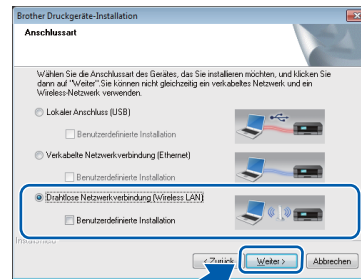 Brother Druckgeräte-Installation
Anschlussart
Wählen Sie die Anschlussart des Gerätes, das Sie installieren möchten, und klicken Sie
dann auf "Weiter".Sie können nicht gleichzeitig ein verkabeltes Netzwerk und ein
Wireless-Netzwerk verwenden.
Lokaler Anschluss (USB)
Benutzerdefinierte Installation
Verkabelte Netzwerkverbindung (Ethernet)
Benutzerdefinierte Installation
Drahtlose Netzwerkverbindung (Wireless LAN)
Benutzerdefinierte Installation
InstallShield
< Zurück Weiter > Abbrechen